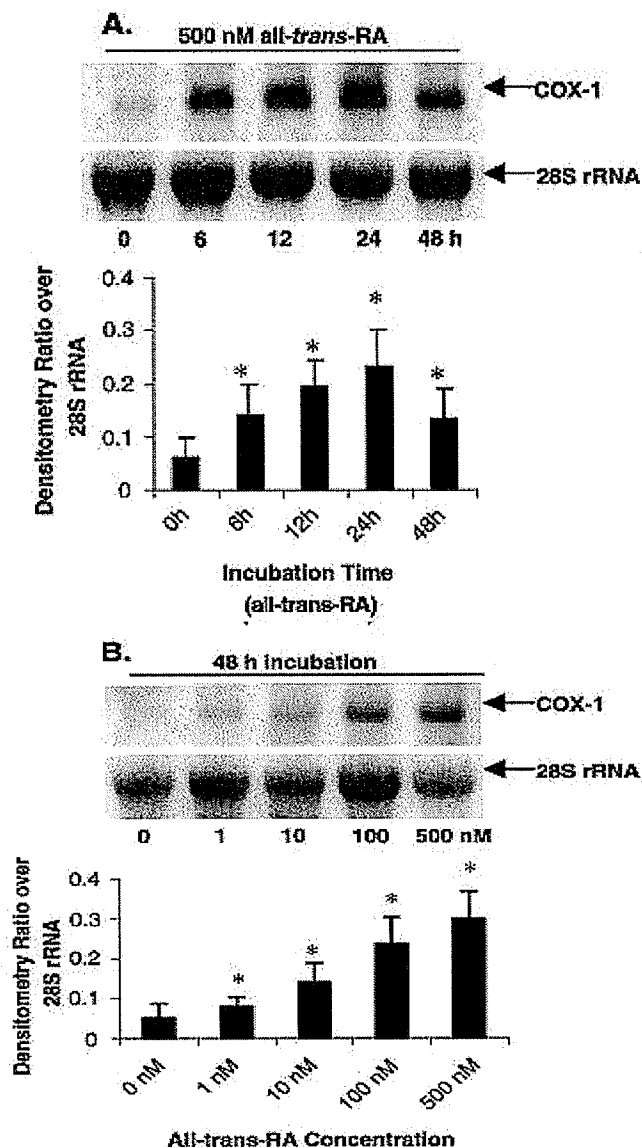 A.
500 nM all-trans-RA
COX-1
28S rRNA
0 6 12 24 48 h
Densitometry Ratio over
28S rRNA
0.4
0.3
0.2
0.1
0
* * * *
0h 6h 12h 24h 48h
Incubation Time
(all-trans-RA)
B.
48 h incubation
COX-1
28S rRNA
0 1 10 100 500 nM
Densitometry Ratio over
28S rRNA
0.4
0.3
0.2
0.1
0
* * * *
0 nM 1 nM 10 nM 100 nM 500 nM
All-trans-RA Concentration